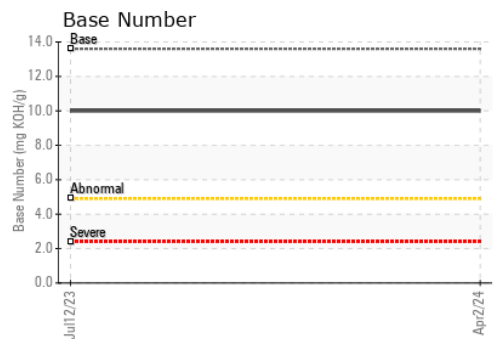 Base Number
Base Number (mg KOH/g)
14.0
Base
12.0
10.0
8.0
6.0
Abnormal
4.0
Severe
2.0
0.0
Jul12/23
Apr2/24